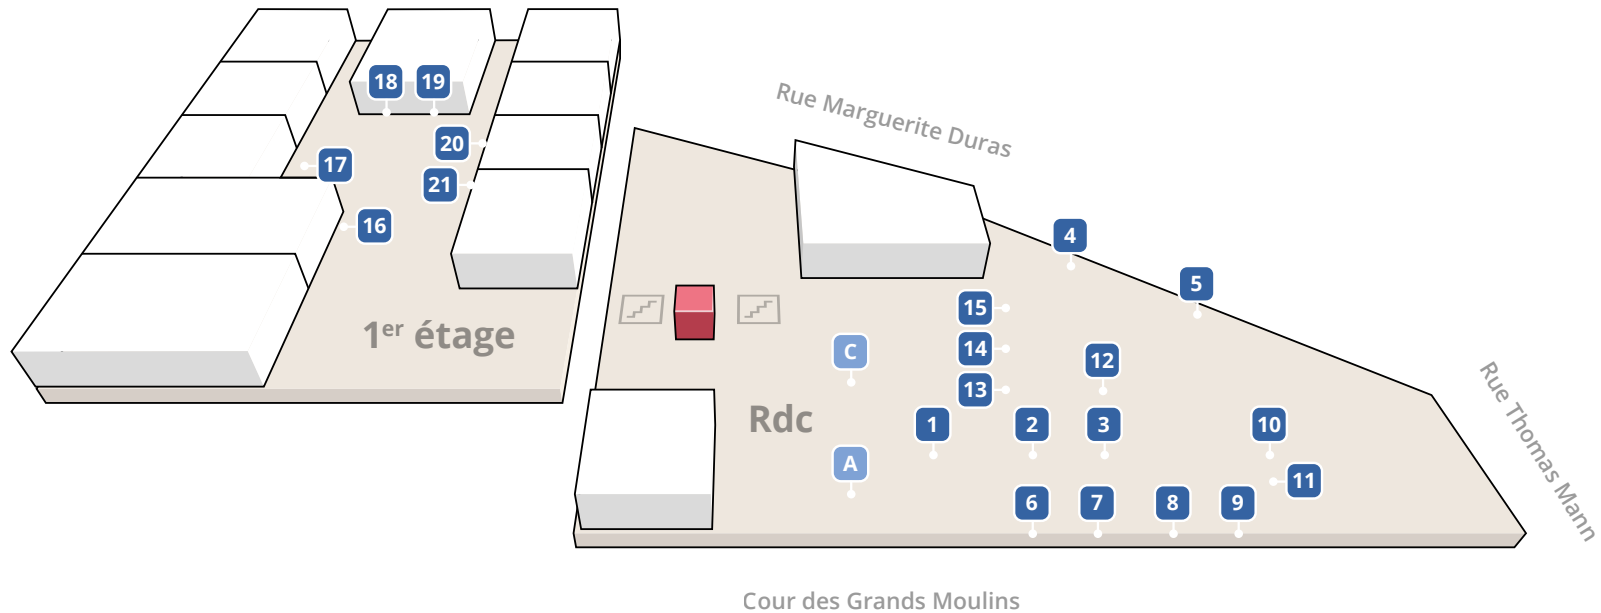 18 19
20
17
21
16
1er étage
Rue Marguerite Duras
4
5
15
C
14
12
13
Rdc
1 2 3
10
A
11
6 7 8 9
Rue Thomas Mann
Cour des Grands Moulins